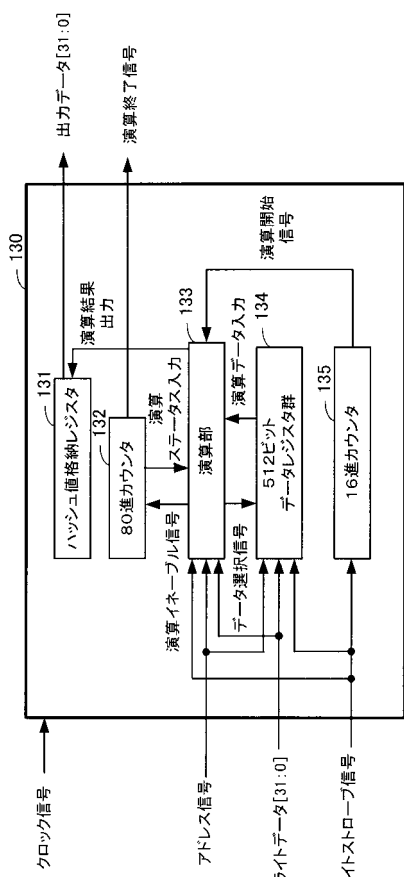 130
クロック信号
131
ハッシュ値格納レジスタ
出力データ[31:0]
演算結果
出力
132
80進カウンタ
演算終了信号
演算イネーブル信号
演算
ステータス入力
133
演算部
アドレス信号
データ選択信号
演算データ入力
演算開始
信号
134
512ビット
データレジスタ群
ライトデータ[31:0]
135
16進カウンタ
イトストローブ信号